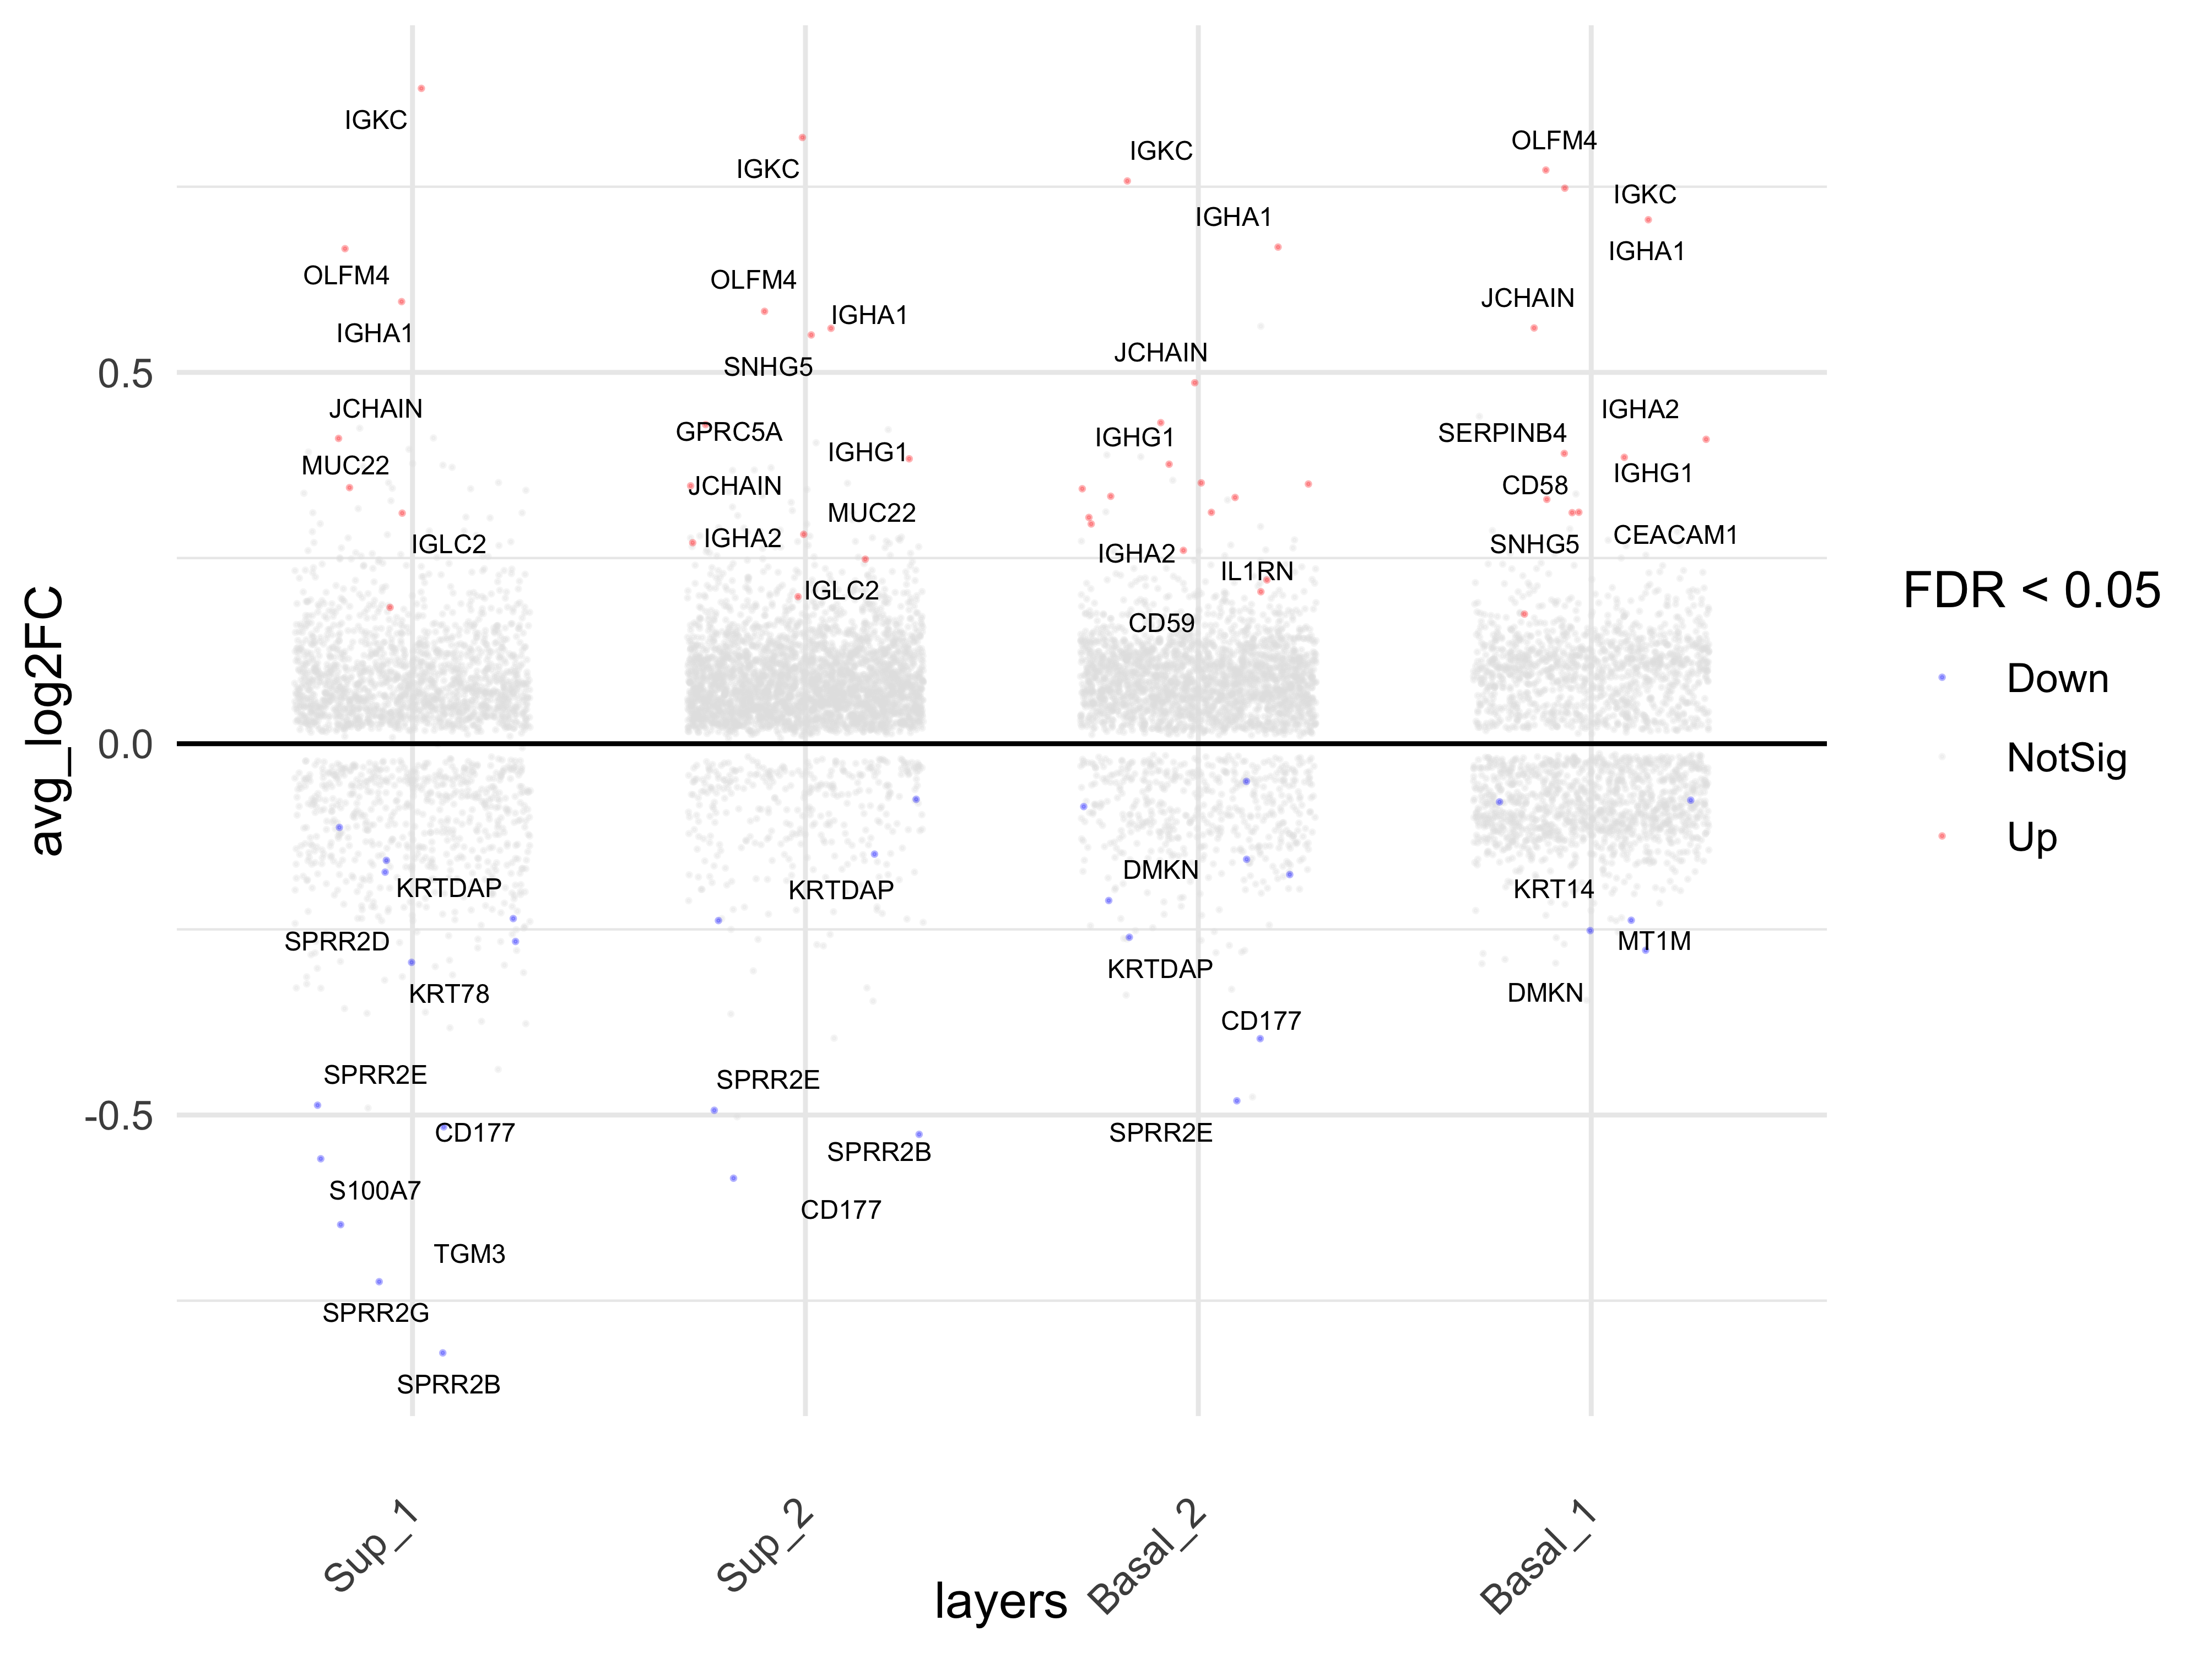 IGKC
OLFM4
IGHA1
JCHAIN
MUC22
IGLC2
KRTDAP
SPRR2D
KRT78
SPRR2E
CD177
S100A7
TGM3
SPRR2G
SPRR2B
IGKC
OLFM4
IGHA1
SNHG5
GPRC5A
IGHG1
JCHAIN
MUC22
IGHA2
IGLC2
KRTDAP
SPRR2E
SPRR2B
CD177
IGKC
IGHA1
JCHAIN
IGHG1
IGHA2
IL1RN
CD59
DMKN
KRTDAP
CD177
SPRR2E
OLFM4
IGKC
IGHA1
JCHAIN
IGHA2
SERPINB4
IGHG1
CD58
CEACAM1
SNHG5
KRT14
MT1M
DMKN
0.5
0.0
-0.5
avg_log2FC
Sup_1
Sup_2
Basal_2
Basal_1
layers
FDR < 0.05
Down
NotSig
Up